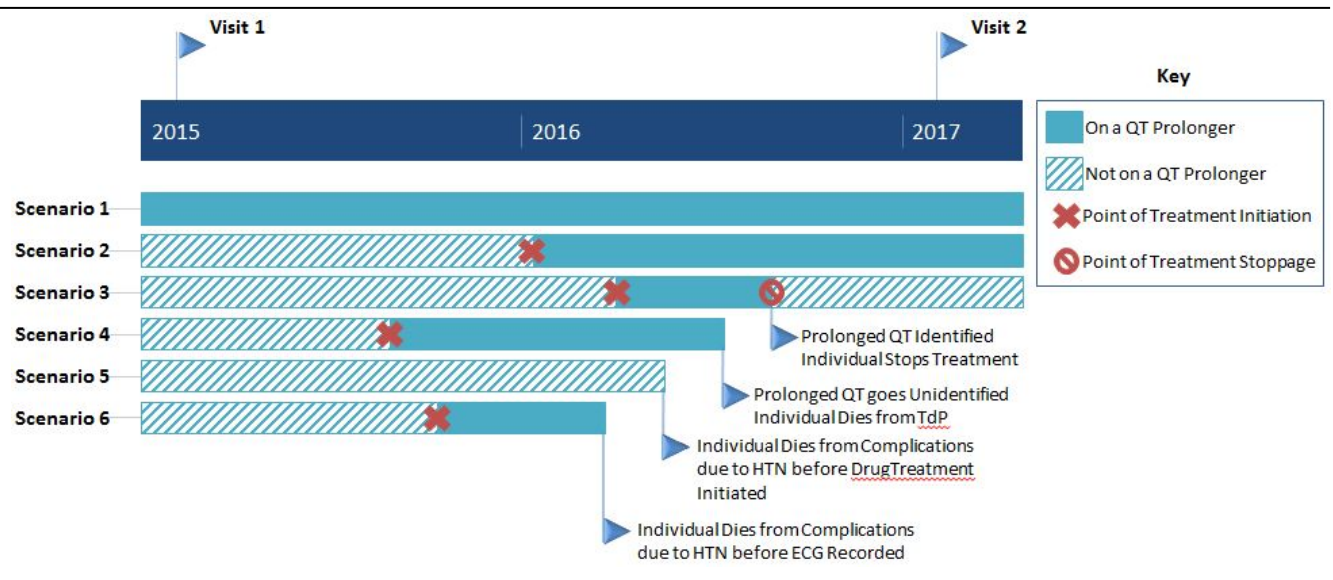 Visit 1
Visit 2
Key
2015
2016
2017
On a QT Prolonger
Not on a QT Prolonger
Point of Treatment Initiation
Point of Treatment Stoppage
Scenario 1
Scenario 2
Scenario 3
Scenario 4
Scenario 5
Scenario 6
Prolonged QT Identified
Individual Stops Treatment
Prolonged QT goes Unidentified
Individual Dies from TdP
Individual Dies from Complications
due to HTN before DrugTreatment
Initiated
Individual Dies from Complications
due to HTN before ECG Recorded